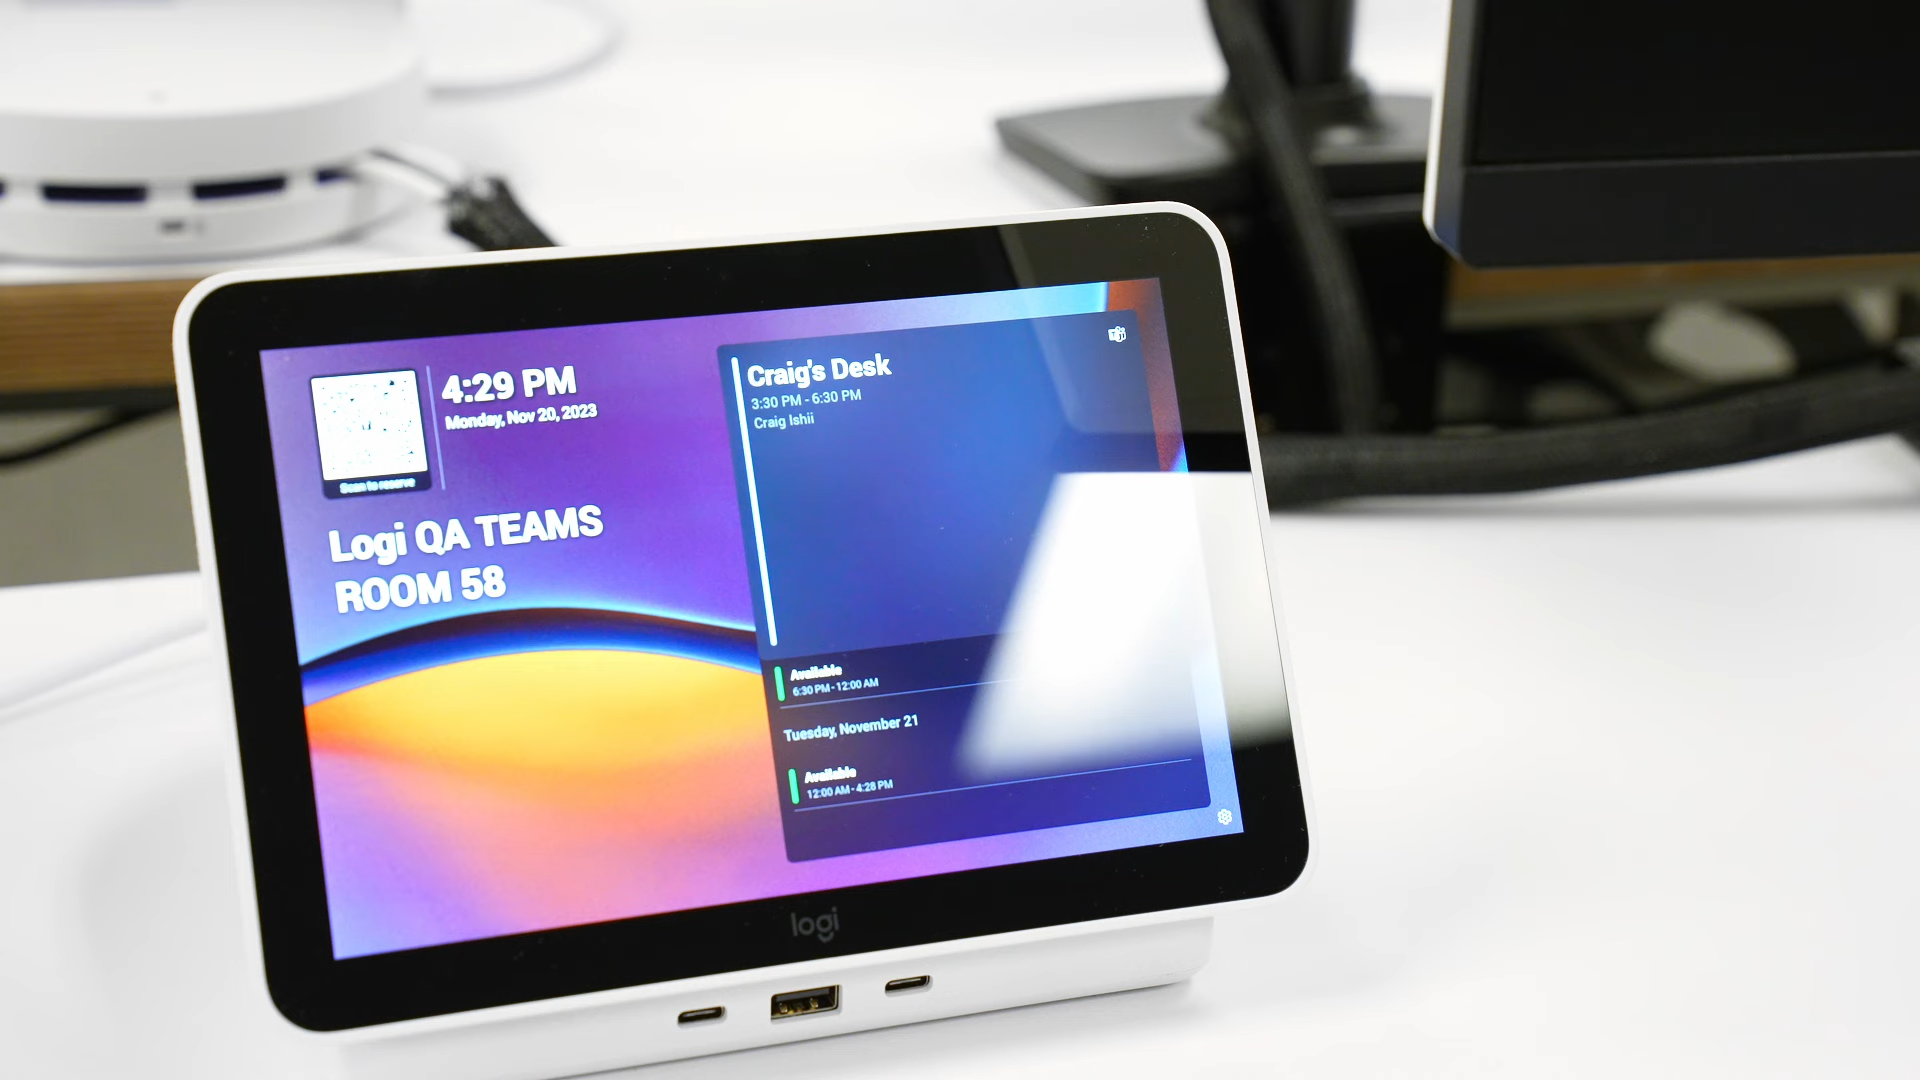 4:29 PM
Monday, Nov 20, 2023
Scan to reserve
Logi QA TEAMS
ROOM 58
Craig's Desk
3:30 PM - 6:30 PM
Craig Ishii
Available
6:30 PM - 12:00 AM
Tuesday, November 21
Available
12:00 AM - 4:28 PM
logi